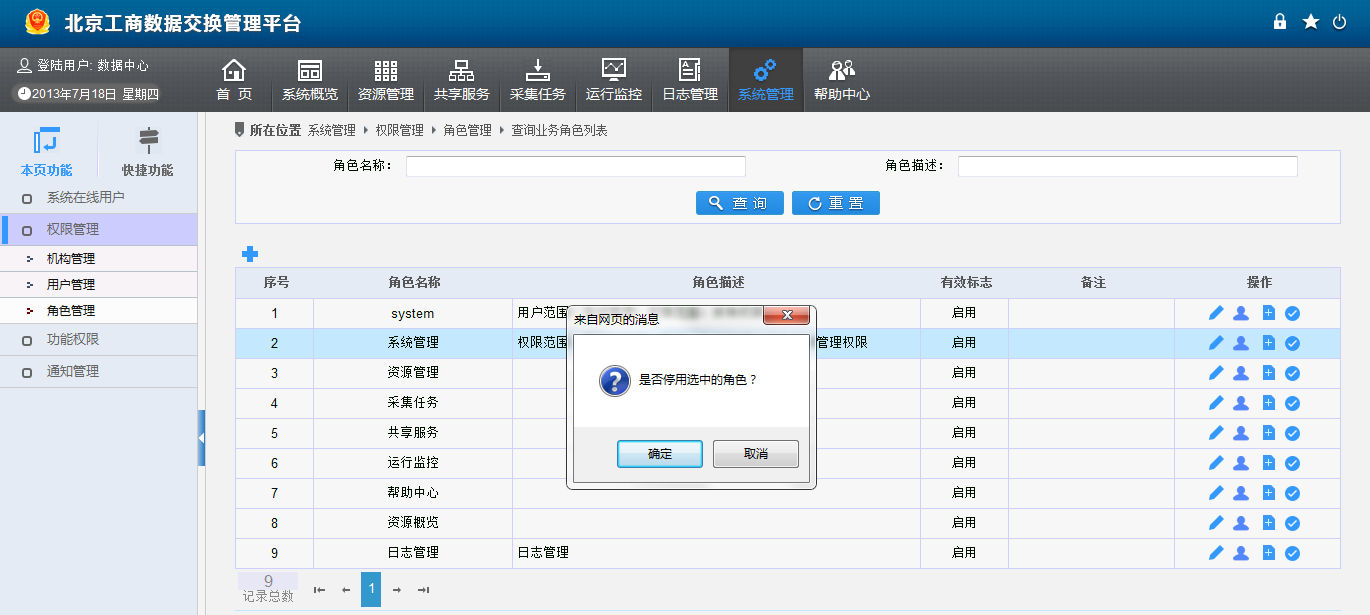 北京工商数据交换管理平台
登陆用户: 数据中心
2013年7月18日 星期四
首 页 系统概览 资源管理 共享服务 采集任务 运行监控 日志管理 系统管理 帮助中心
本页功能 快捷功能
系统在线用户
权限管理
机构管理
用户管理
角色管理
功能权限
通知管理
所在位置 系统管理 权限管理 角色管理 查询业务角色列表
角色名称: 角色描述:
查 询 重 置
序号 角色名称 角色描述 有效标志 备注 操作
1 system 用户范围 启用
2 系统管理 权限范围 管理权限 启用
3 资源管理 启用
4 采集任务 启用
5 共享服务 启用
6 运行监控 启用
7 帮助中心 启用
8 资源概览 启用
9 日志管理 日志管理 启用
来自网页的消息
是否停用选中的角色？
确定 取消
9
记录总数
1